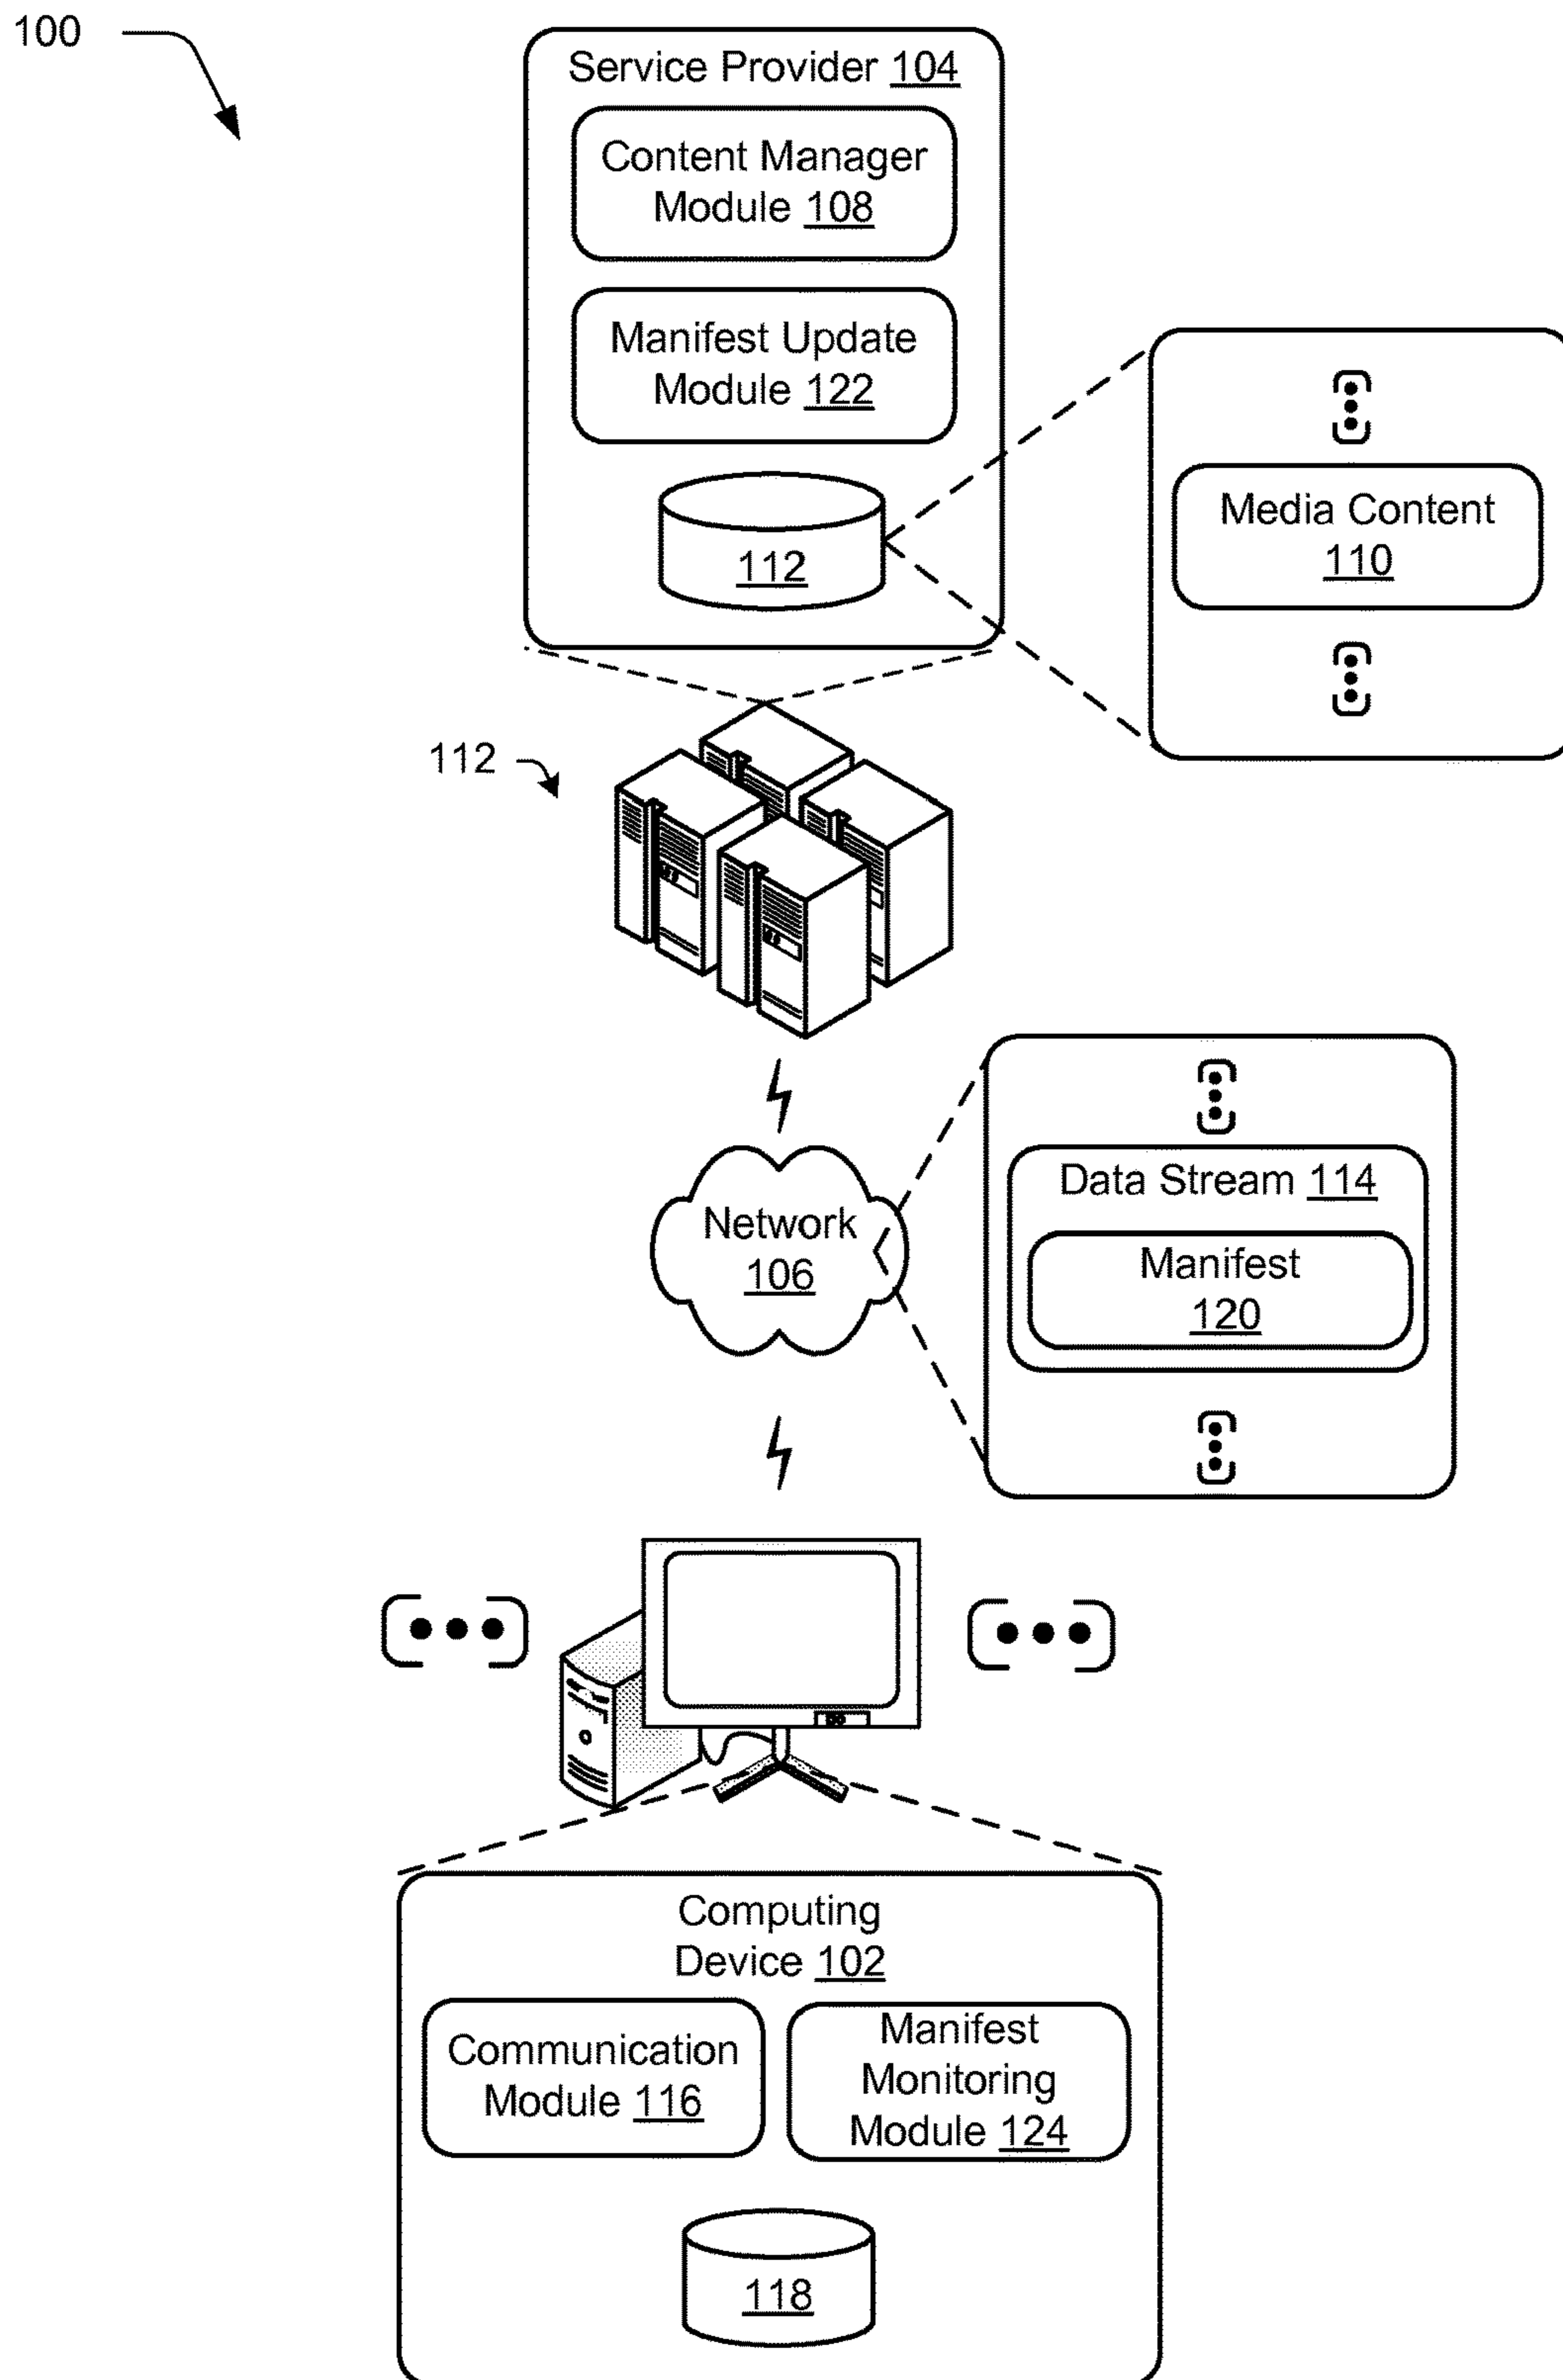 100
Service Provider 104
Content Manager
Module 108
Manifest Update
Module 122
112
Media Content
110
112
Data Stream 114
Manifest
120
Network
106
Computing
Device 102
Communication
Module 116
Manifest
Monitoring
Module 124
118